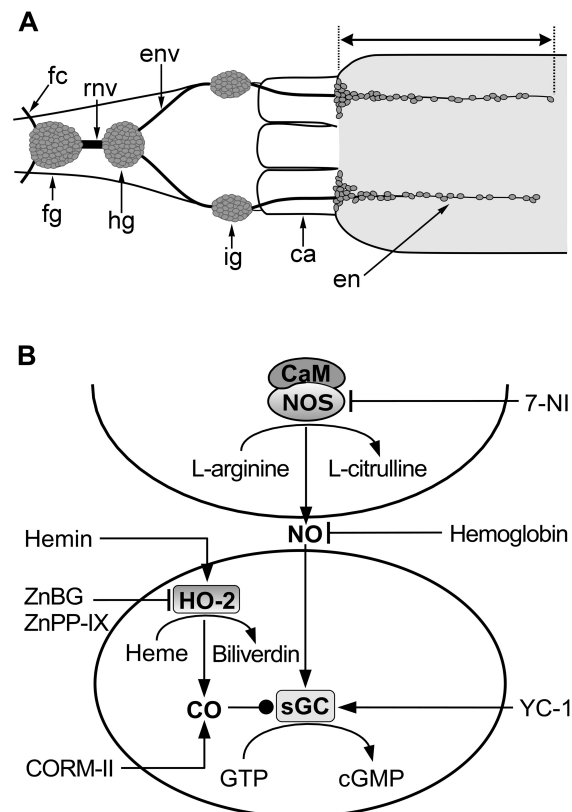 A
fc
rnv
env
fg
hg
ig
ca
en
B
CaM
NOS
7-NI
L-arginine
L-citrulline
NO
Hemoglobin
Hemin
ZnBG
ZnPP-IX
HO-2
Heme
Biliverdin
CO
sGC
YC-1
CORM-II
GTP
cGMP